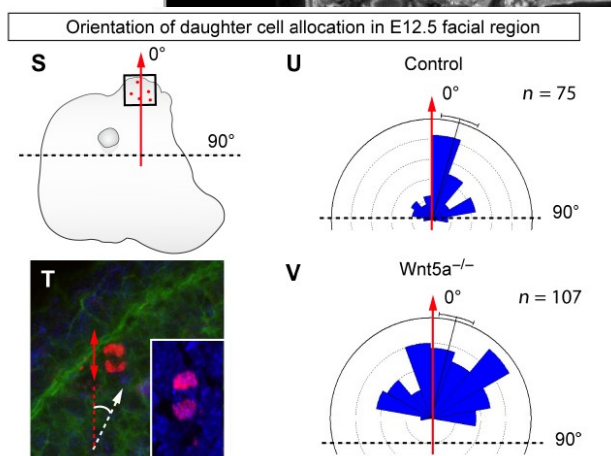 Orientation of daughter cell allocation in E12.5 facial region
S
0°
90°
U
Control
0°
n = 75
90°
T
V
Wnt5a−/−
0°
n = 107
90°